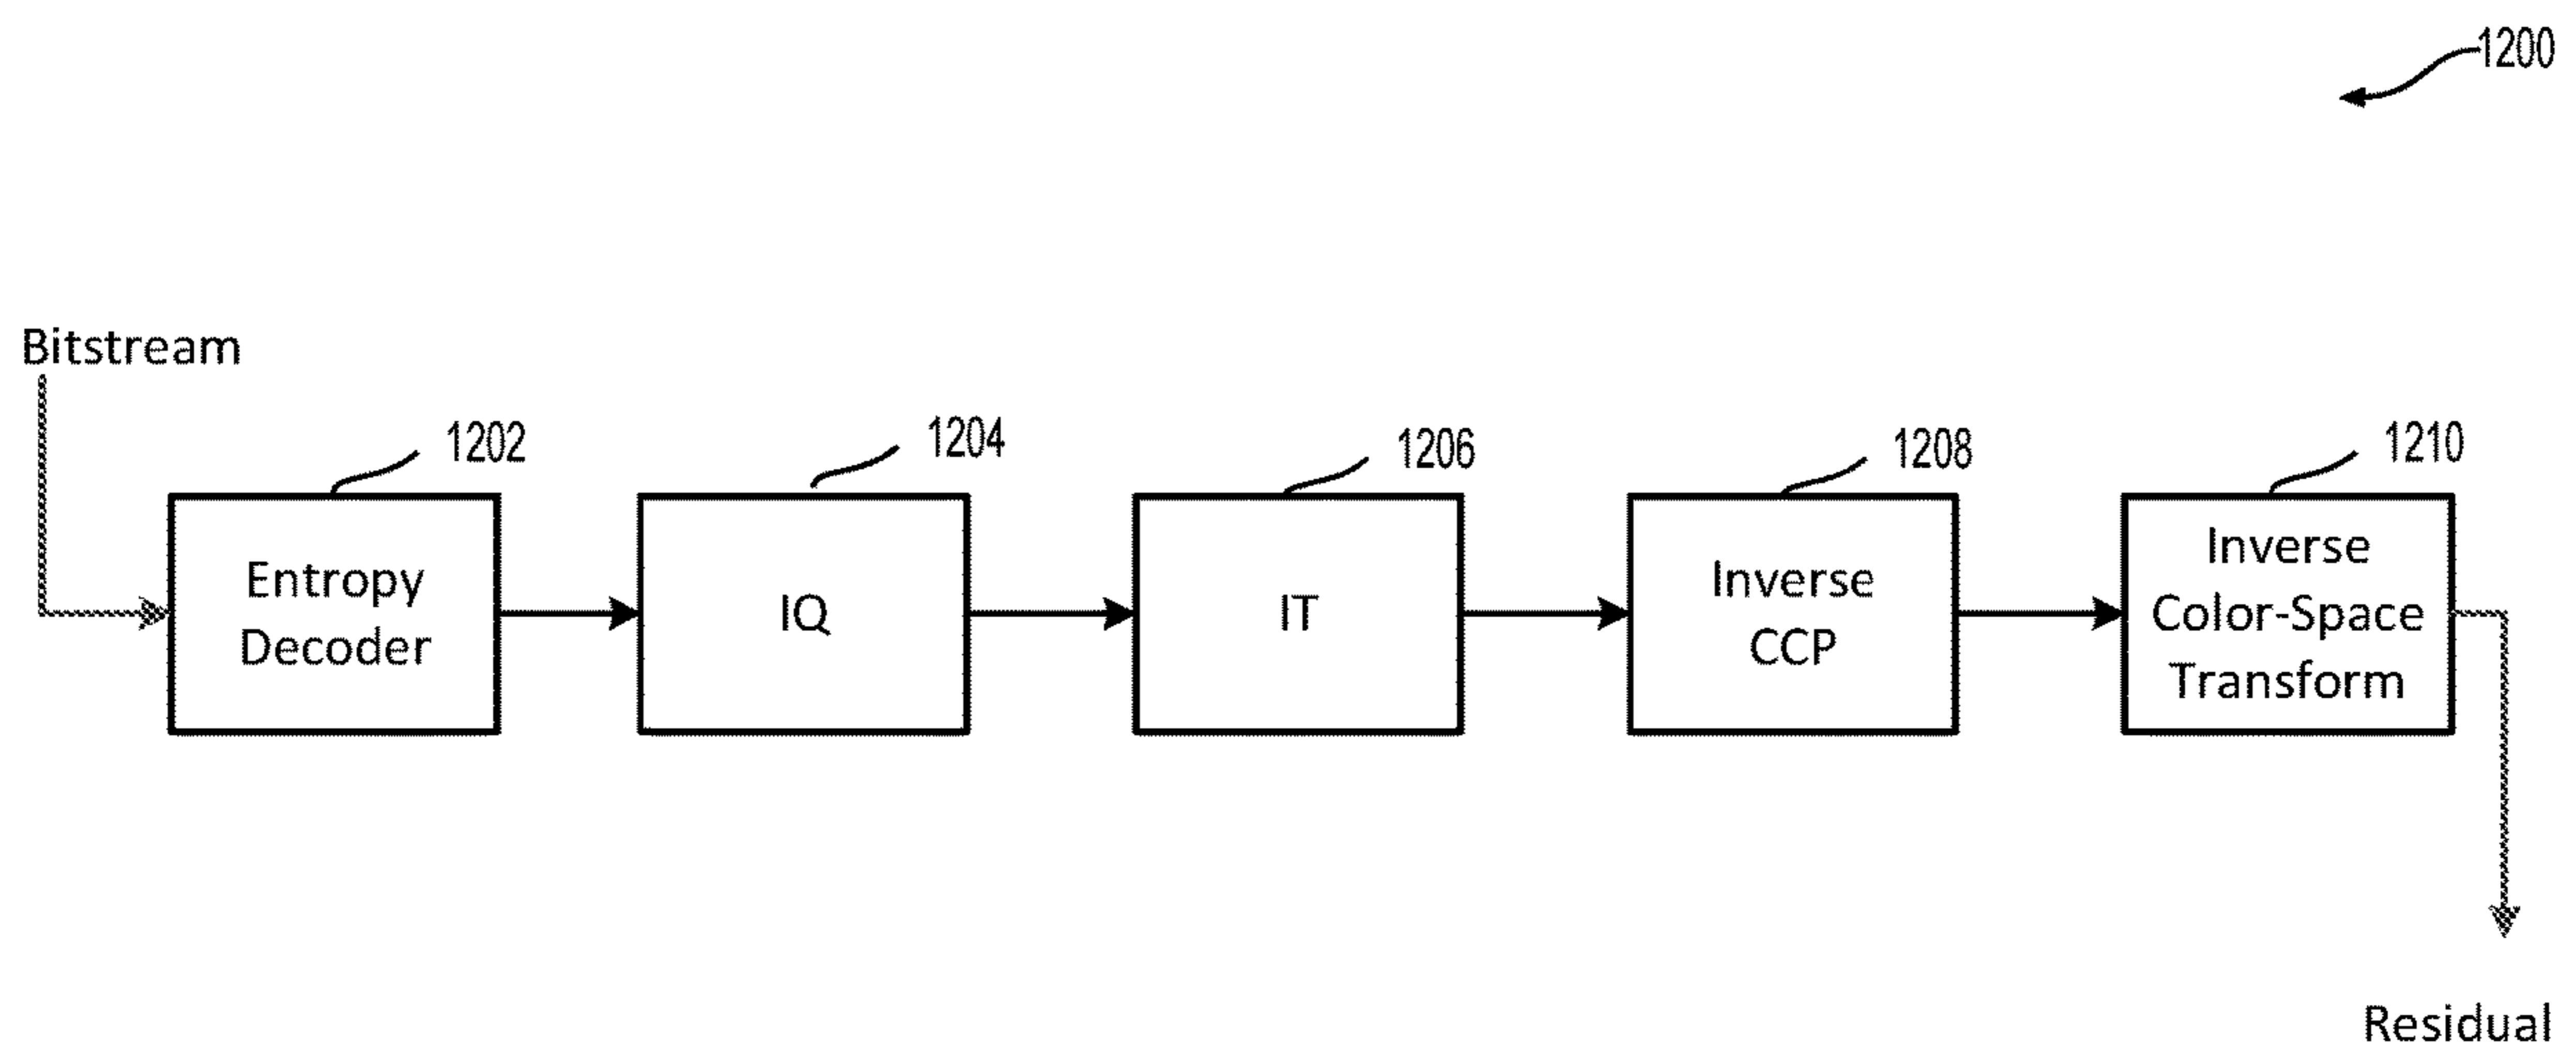 1200
Bitstream
1202
1204
1206
1208
1210
Entropy
Decoder
IQ
IT
Inverse
CCP
Inverse
Color-Space
Transform
Residual